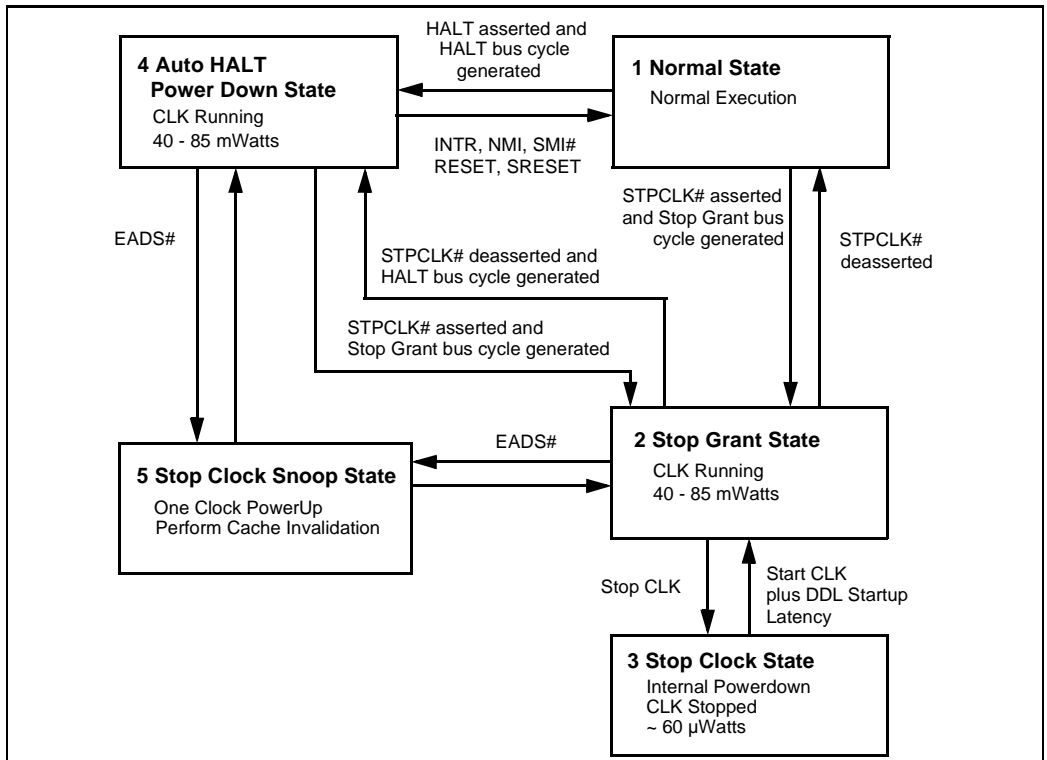 HALT asserted and
HALT bus cycle
generated
4 Auto HALT
Power Down State
CLK Running
40 - 85 mWatts
1 Normal State
Normal Execution
INTR, NMI, SMI#
RESET, SRESET
EADS#
STPCLK# asserted
and Stop Grant bus
cycle generated
STPCLK#
deasserted
STPCLK# deasserted and
HALT bus cycle generated
STPCLK# asserted and
Stop Grant bus cycle generated
5 Stop Clock Snoop State
One Clock PowerUp
Perform Cache Invalidation
EADS#
2 Stop Grant State
CLK Running
40 - 85 mWatts
Stop CLK
Start CLK
plus DDL Startup
Latency
3 Stop Clock State
Internal Powerdown
CLK Stopped
~ 60 µWatts